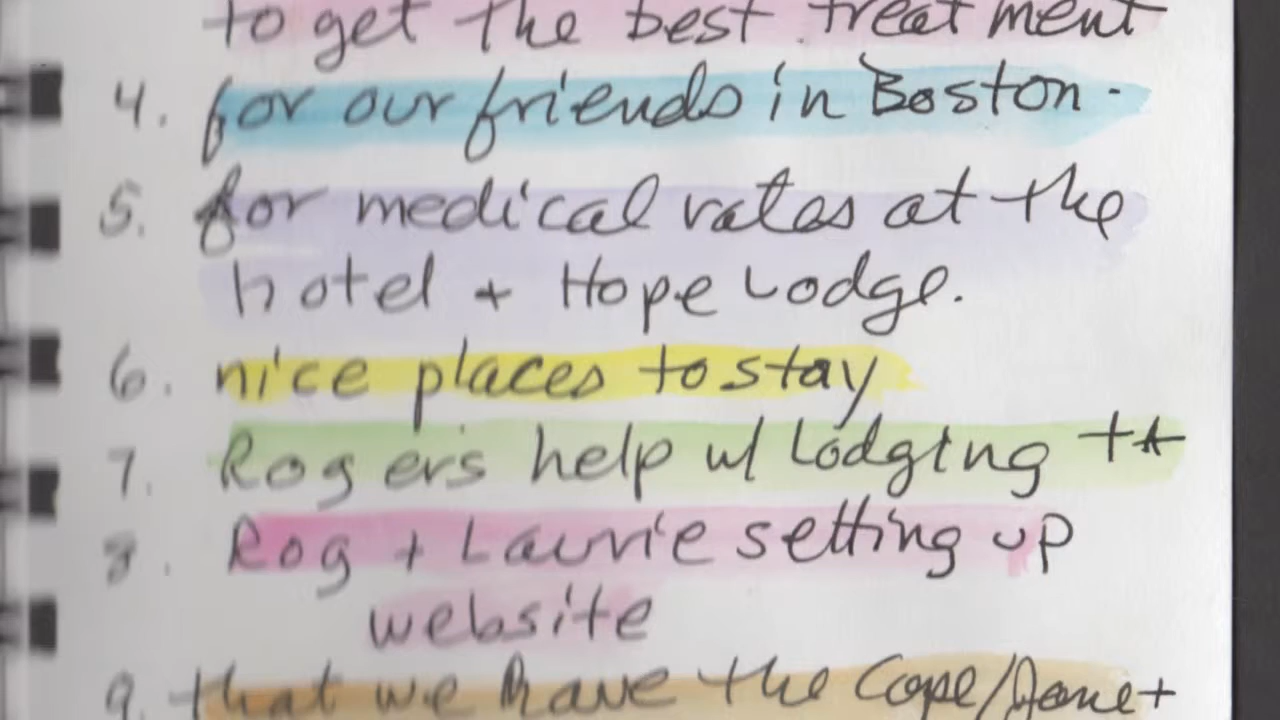 to get the best treatment
4. for our friends in Boston.
5. for medical rates at the
hotel + Hope Lodge.
6. nice places to stay
7. Roger's help w/ Lodging ++
8. Rog + Laurie setting up
website
9. that we have the Cape/